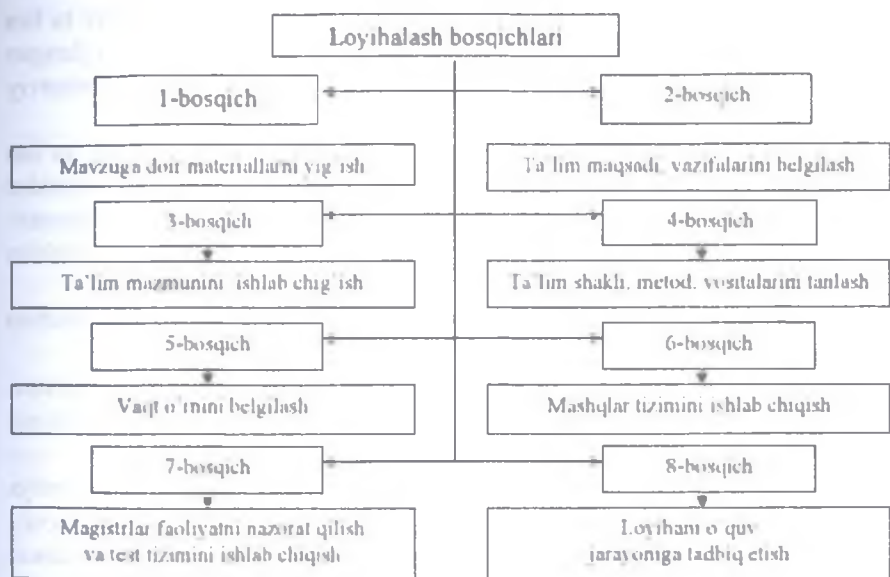 Loyihalash bosqichlari
1-bosqich
2-bosqich
Mavzuga doir materiallarni yig ish
Ta lim maqsadi, vazifalarini belgilash
3-bosqich
4-bosqich
Ta'lim mazmunini ishlab chig'ish
Ta'lim shakli, metod, vositalarini tanlash
5-bosqich
6-bosqich
Vaqt o'rnini belgilash
Mashqlar tizimini ishlab chiqish
7-bosqich
8-bosqich
Magistrlar faoliyatni nazorat qilish
va test tizimini ishlab chiqish
Loyihani o quv
jarayoniga tadbiq etish